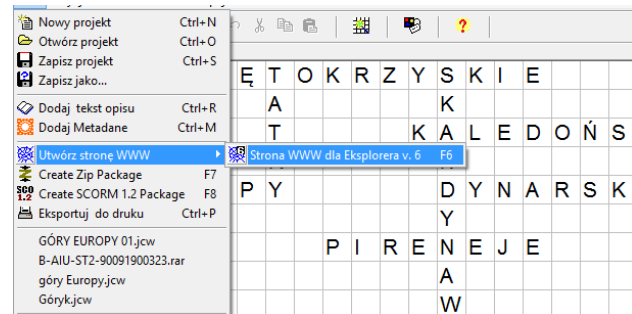 Nowy projekt Ctrl+N
Otwórz projekt Ctrl+O
Zapisz projekt Ctrl+S
Zapisz jako...
Dodaj tekst opisu Ctrl+R
Dodaj Metadane Ctrl+M
Utwórz stronę WWW
Strona WWW dla Eksplorera v. 6 F6
Create Zip Package F7
Create SCORM 1.2 Package F8
Eksportuj do druku Ctrl+P
GÓRY EUROPY 01.jcw
B-AIU-ST2-90091900323.rar
góry Europy.jcw
Góryk.jcw
Ę T O K R Z Y S K I E
A K
T K A L E D O Ń S
P Y D Y N A R S K
Y
P I R E N E J E
A
W